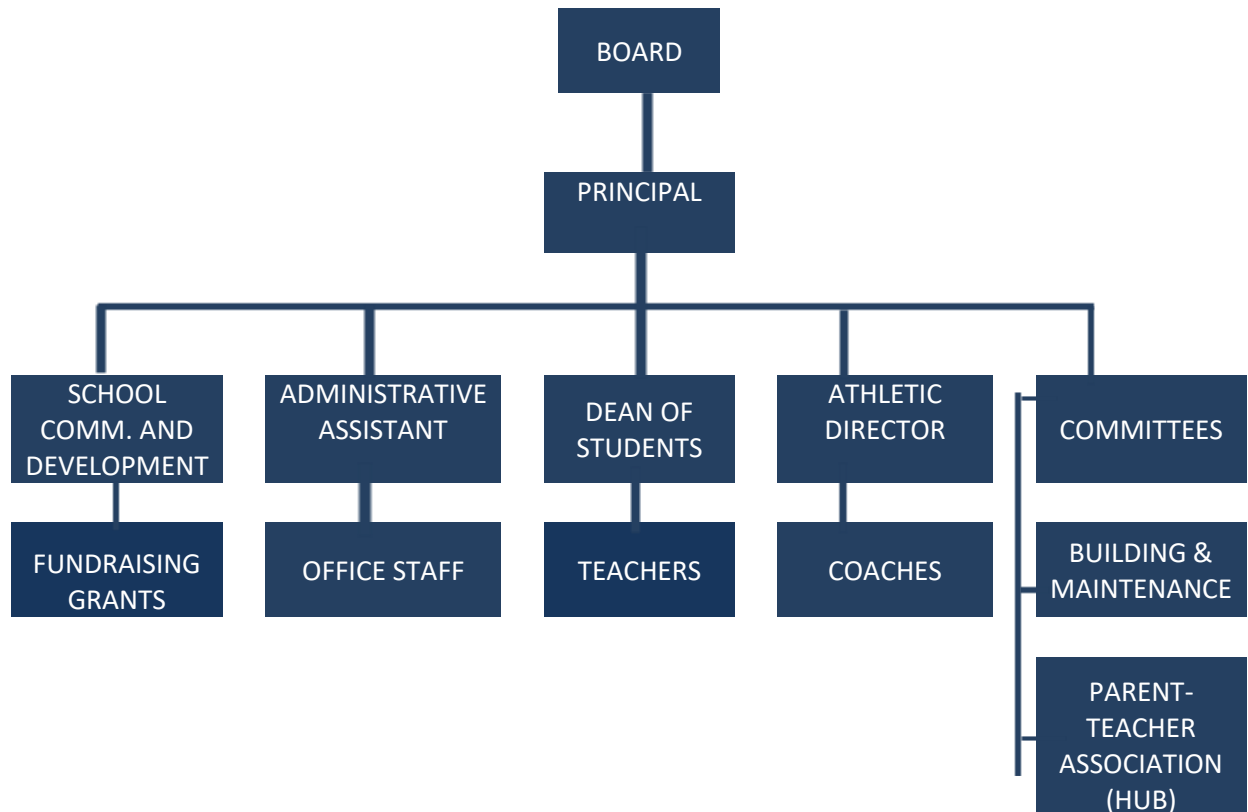 BOARD
PRINCIPAL
SCHOOL
COMM. AND
DEVELOPMENT
ADMINISTRATIVE
ASSISTANT
DEAN OF
STUDENTS
ATHLETIC
DIRECTOR
COMMITTEES
FUNDRAISING
GRANTS
OFFICE STAFF
TEACHERS
COACHES
BUILDING &
MAINTENANCE
PARENT-
TEACHER
ASSOCIATION
(HUB)